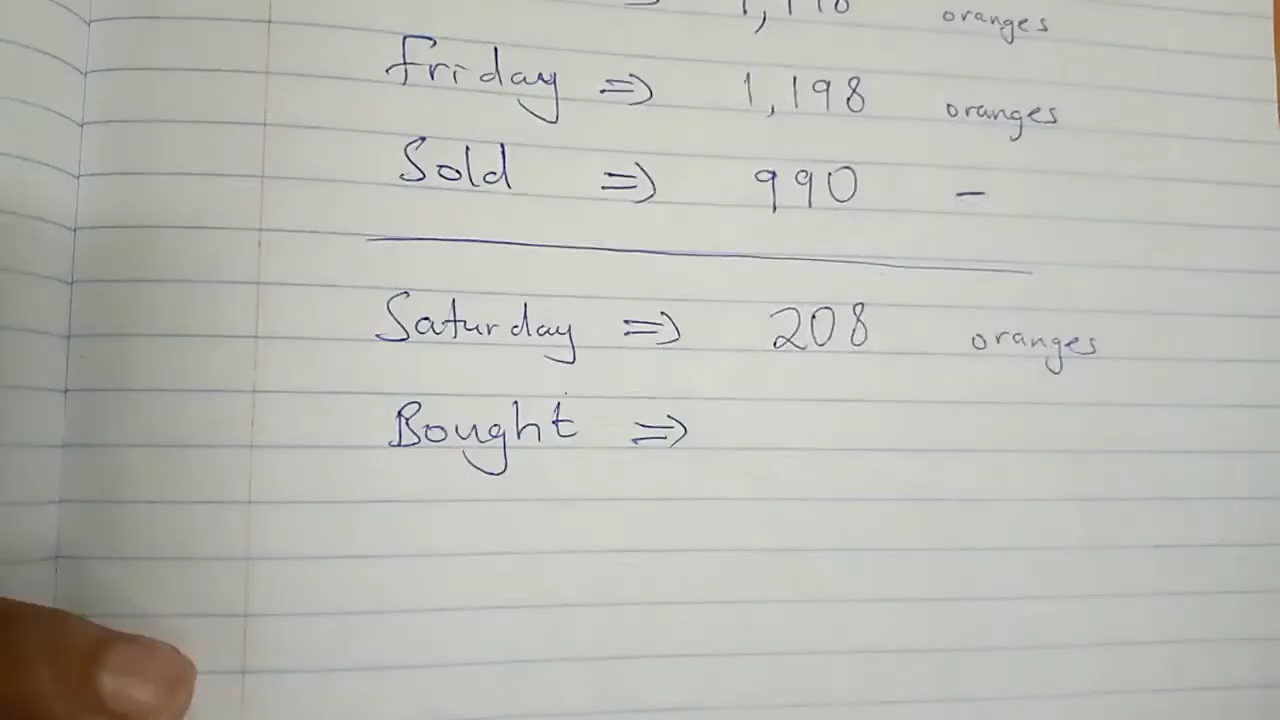 oranges
Friday => 1,198 oranges
Sold => 990 -
Saturday => 208 oranges
Bought =>